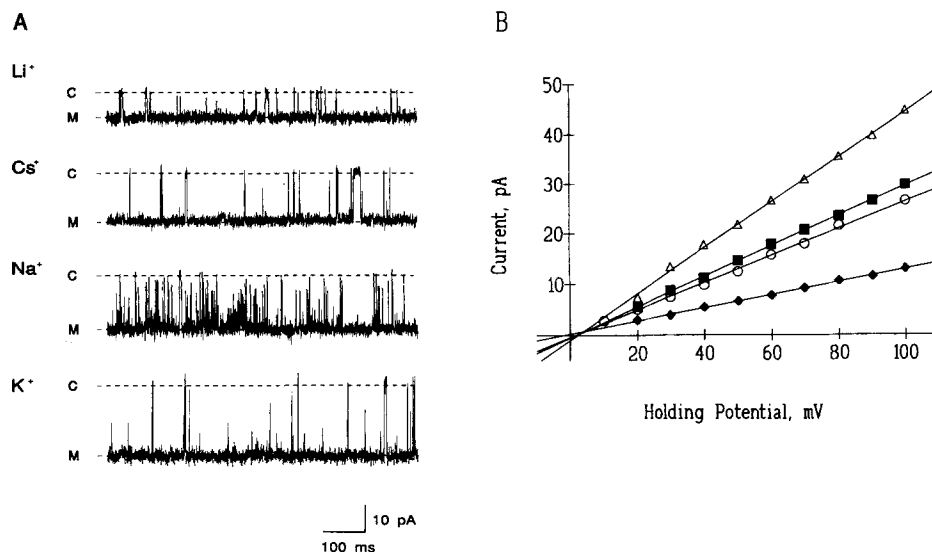 A
Li+
C
M
Cs+
C
M
Na+
C
M
K+
C
M
10 pA
100 ms
B
50
40
30
20
10
Current, pA
20 40 60 80 100
Holding Potential, mV